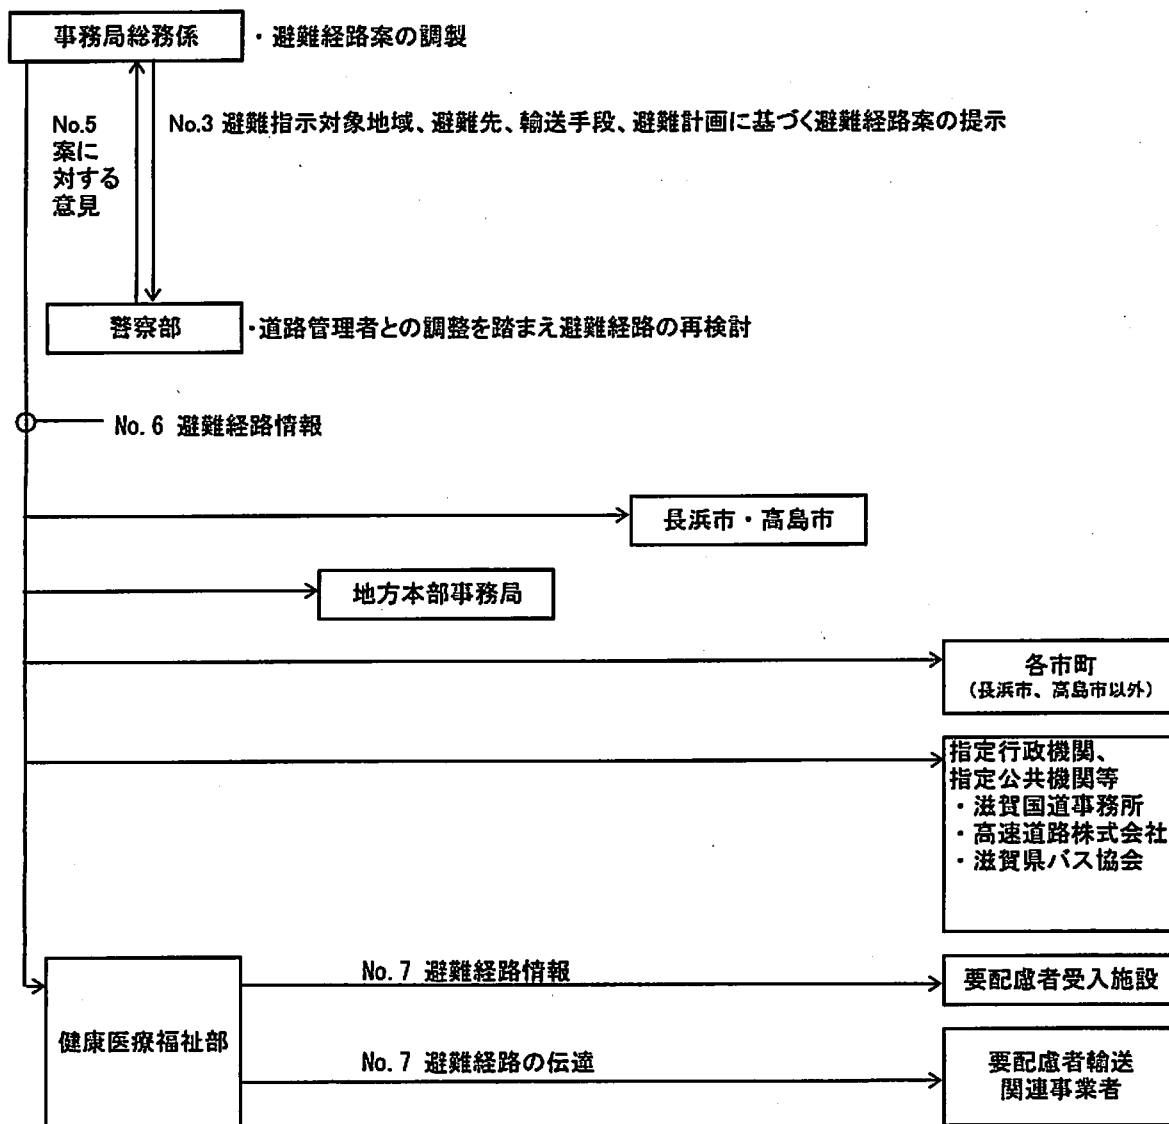 事務局総務係
・避難経路案の調製
No.5
案に
対する
意見
No.3 避難指示対象地域、避難先、輸送手段、避難計画に基づく避難経路案の提示
警察部
・道路管理者との調整を踏まえ避難経路の再検討
No. 6 避難経路情報
長浜市・高島市
地方本部事務局
各市町
(長浜市、高島市以外)
指定行政機関、
指定公共機関等
・滋賀国道事務所
・高速道路株式会社
・滋賀県バス協会
健康医療福祉部
No. 7 避難経路情報
要配慮者受入施設
No. 7 避難経路の伝達
要配慮者輸送
関連事業者